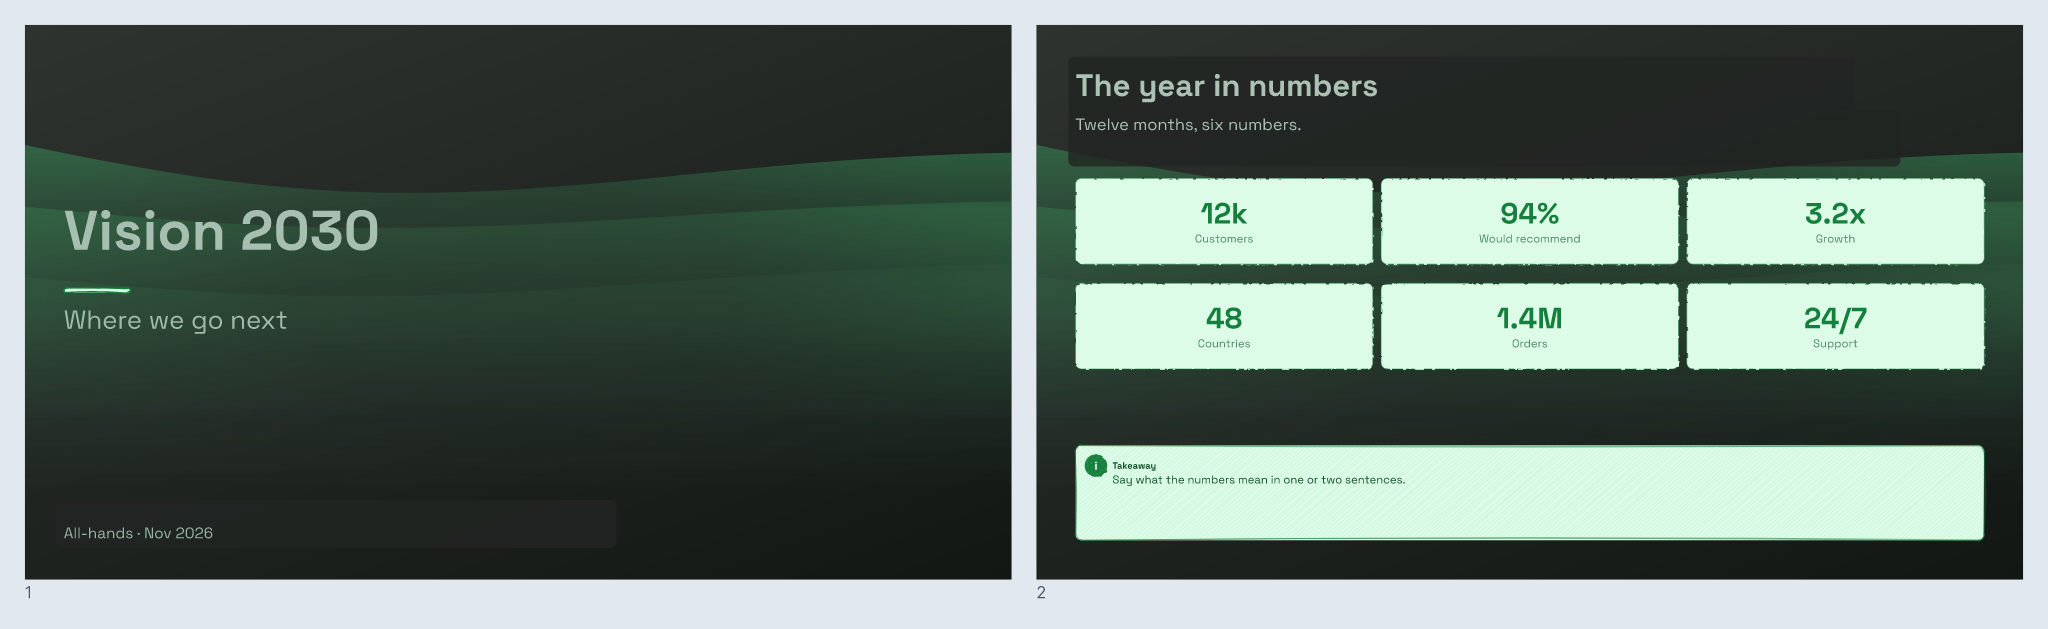 Vision 2030
Where we go next
All-hands · Nov 2026
1
The year in numbers
Twelve months, six numbers.
12k
Customers
94%
Would recommend
3.2x
Growth
48
Countries
1.4M
Orders
24/7
Support
i
Takeaway
Say what the numbers mean in one or two sentences.
2